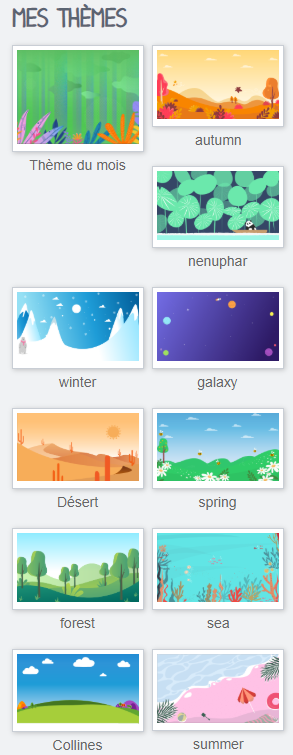 MES THÈMES
Thème du mois
autumn
nenuphar
winter
galaxy
Désert
spring
forest
sea
Collines
summer